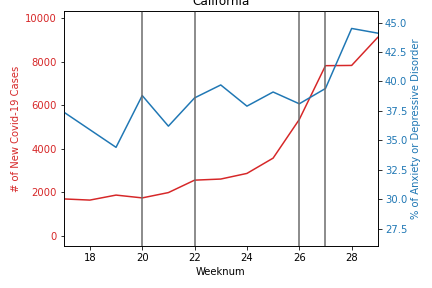 California
10000
8000
6000
4000
2000
0
# of New Covid-19 Cases
45.0
42.5
40.0
37.5
35.0
32.5
30.0
27.5
% of Anxiety or Depressive Disorder
18 20 22 24 26 28
Weeknum